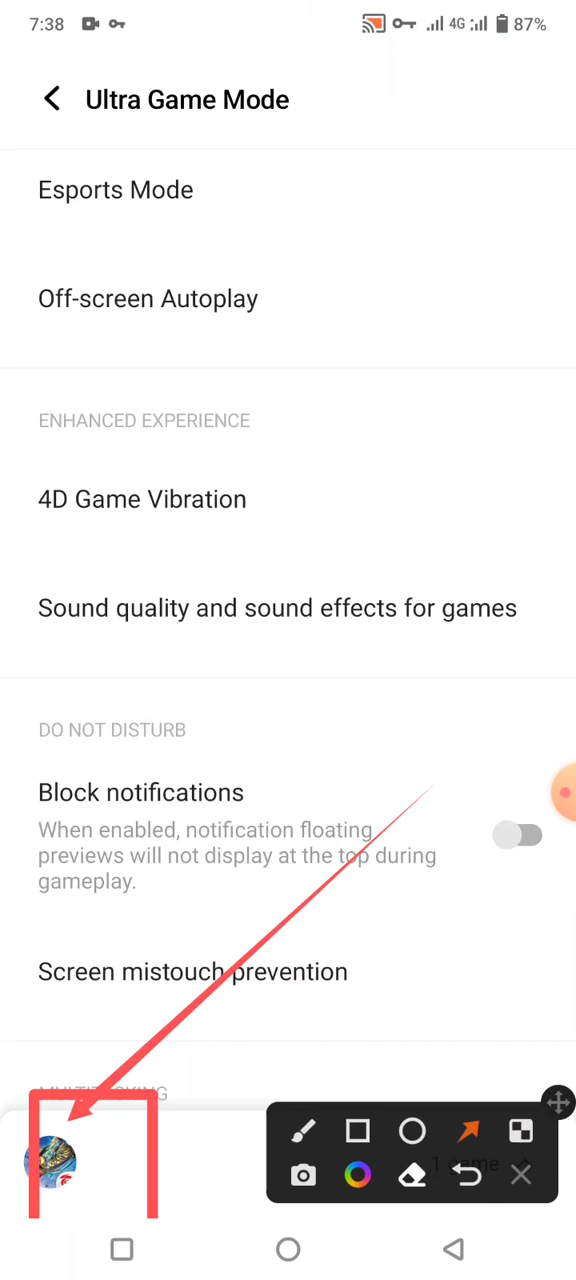 7:38
4G
87%
Ultra Game Mode
Esports Mode
Off-screen Autoplay
ENHANCED EXPERIENCE
4D Game Vibration
Sound quality and sound effects for games
DO NOT DISTURB
Block notifications
When enabled, notification floating
previews will not display at the top during
gameplay.
Screen mistouch prevention
MULTITASKING
1 game